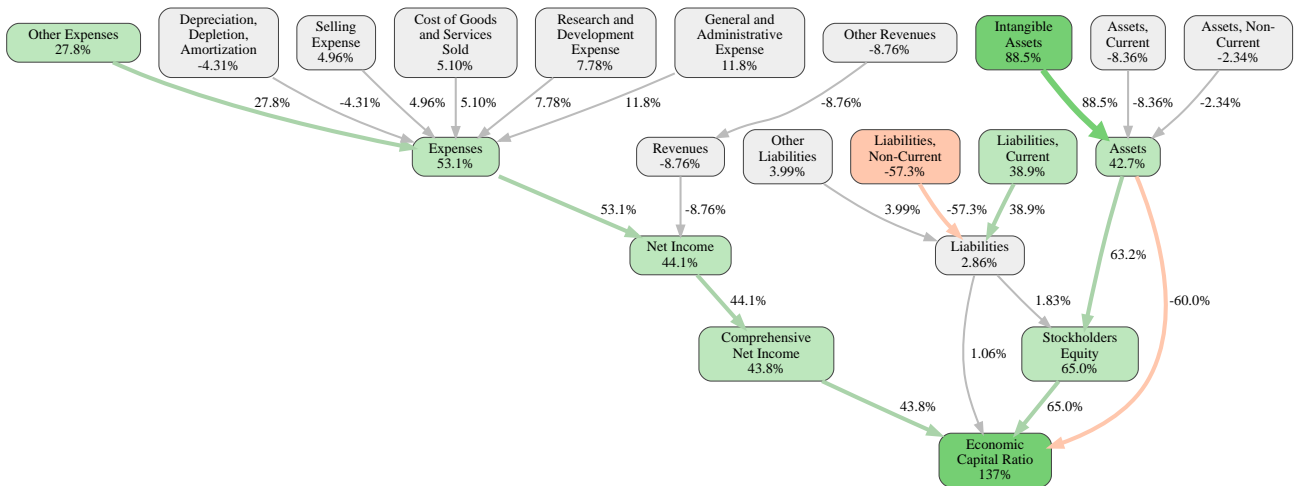 Other Expenses
27.8%
Depreciation,
Depletion,
Amortization
-4.31%
Selling
Expense
4.96%
Cost of Goods
and Services
Sold
5.10%
Research and
Development
Expense
7.78%
General and
Administrative
Expense
11.8%
Other Revenues
-8.76%
Intangible
Assets
88.5%
Assets,
Current
-8.36%
Assets, Non-
Current
-2.34%
27.8%
-4.31%
4.96%
5.10%
7.78%
11.8%
-8.76%
88.5%
-8.36%
-2.34%
Expenses
53.1%
Revenues
-8.76%
Other
Liabilities
3.99%
Liabilities,
Non-Current
-57.3%
Liabilities,
Current
38.9%
Assets
42.7%
53.1%
-8.76%
3.99%
-57.3%
38.9%
Net Income
44.1%
Liabilities
2.86%
63.2%
44.1%
1.83%
-60.0%
Comprehensive
Net Income
43.8%
1.06%
Stockholders
Equity
65.0%
43.8%
65.0%
Economic
Capital Ratio
137%